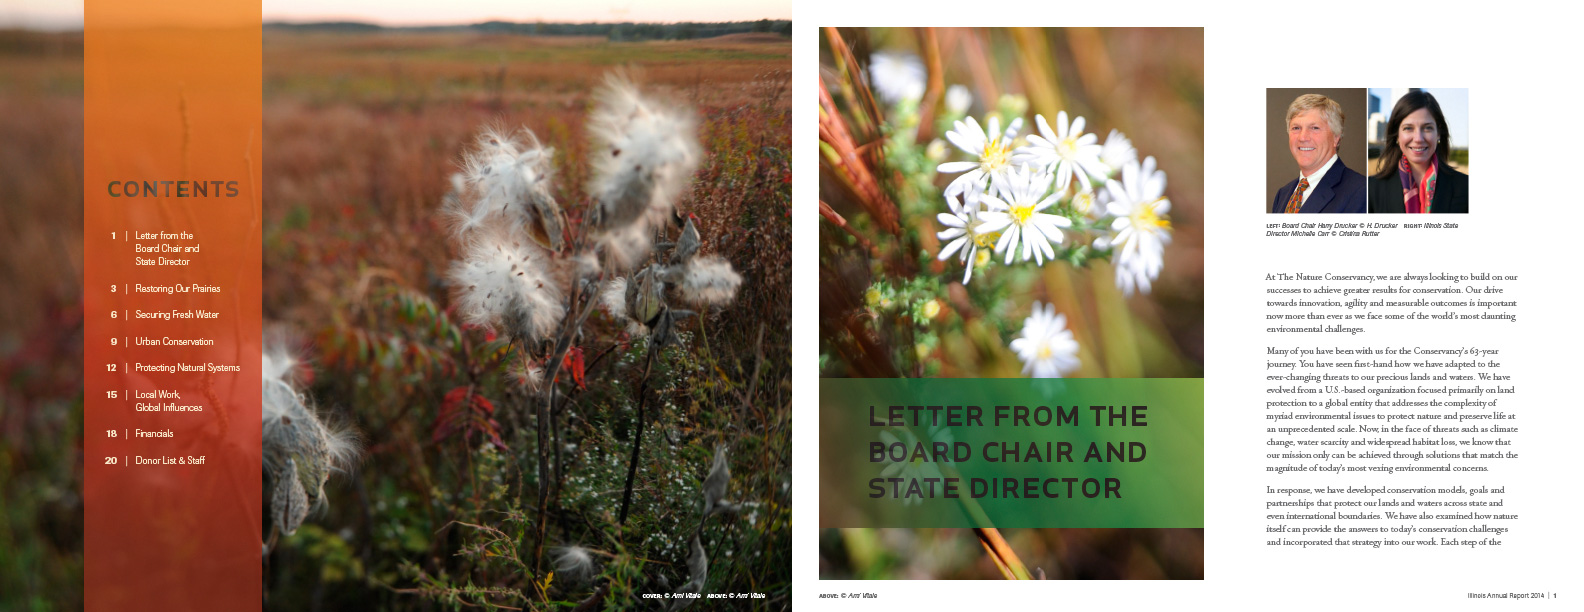 CONTENTS
1 | Letter from the
Board Chair and
State Director
3 | Restoring Our Prairies
6 | Securing Fresh Water
9 | Urban Conservation
12 | Protecting Natural Systems
15 | Local Work,
Global Influences
18 | Financials
20 | Donor List & Staff
COVER: © Ami Vitale ABOVE: © Ami Vitale
LETTER FROM THE
BOARD CHAIR AND
STATE DIRECTOR
ABOVE: © Ami Vitale
LEFT: Board Chair Harry Drucker © H. Drucker RIGHT: Illinois State
Director Michelle Carr © Cristina Rutter
At The Nature Conservancy, we are always looking to build on our
successes to achieve greater results for conservation. Our drive
towards innovation, agility and measurable outcomes is important
now more than ever as we face some of the world's most daunting
environmental challenges.
Many of you have been with us for the Conservancy's 63-year
journey. You have seen first-hand how we have adapted to the
ever-changing threats to our precious lands and waters. We have
evolved from a U.S.-based organization focused primarily on land
protection to a global entity that addresses the complexity of
myriad environmental issues to protect nature and preserve life at
an unprecedented scale. Now, in the face of threats such as climate
change, water scarcity and widespread habitat loss, we know that
our mission only can be achieved through solutions that match the
magnitude of today's most vexing environmental concerns.
In response, we have developed conservation models, goals and
partnerships that protect our lands and waters across state and
even international boundaries. We have also examined how nature
itself can provide the answers to today's conservation challenges
and incorporated that strategy into our work. Each step of the
Illinois Annual Report 2014 | 1